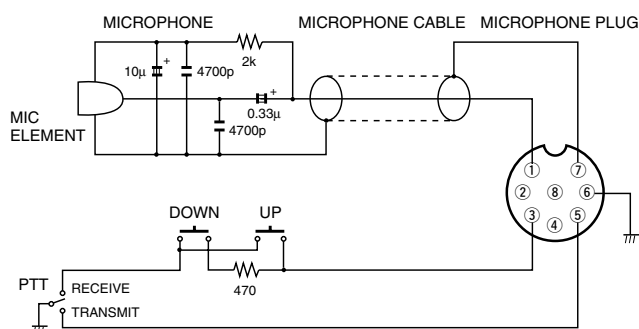 MICROPHONE MICROPHONE CABLE MICROPHONE PLUG
2k
10µ + 4700p
+
0.33µ
MIC
ELEMENT
4700p
1 7
2 8 6
3 4 5
DOWN UP
470
PTT RECEIVE
TRANSMIT